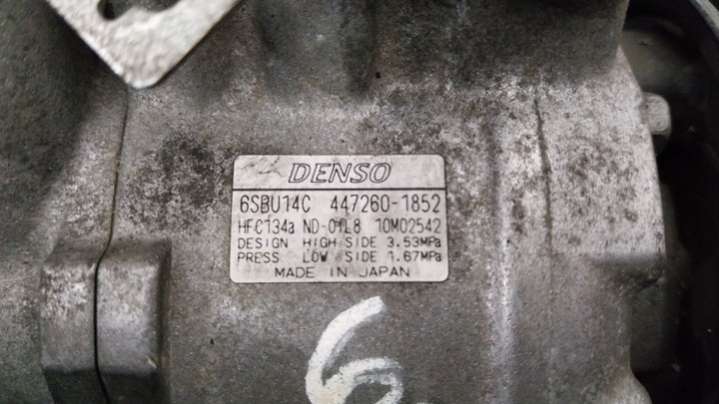 DENSO
6SBU14C 447260-1852
HFC134a ND-OIL8 10M02542
DESIGN HIGH SIDE 3.53MPa
PRESS. LOW SIDE 1.67MPa
MADE IN JAPAN
6